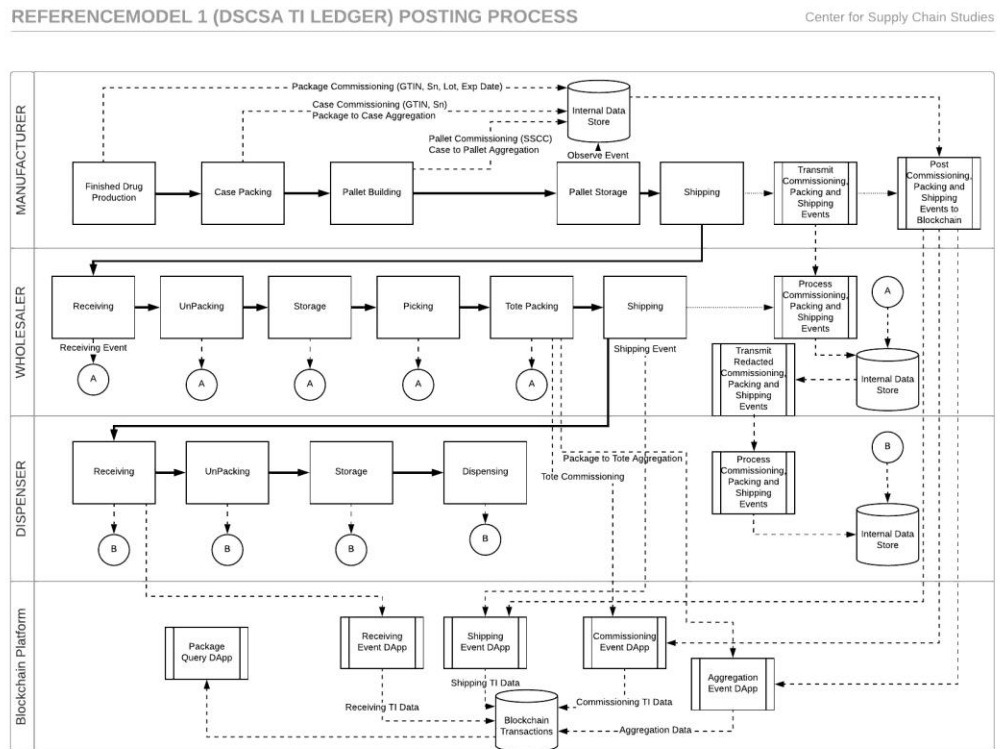 REFERENCEMODEL 1 (DSCSA TI LEDGER) POSTING PROCESS
Center for Supply Chain Studies
MANUFACTURER
Package Commissioning (GTIN, Sn, Lot, Exp Date)
Case Commissioning (GTIN, Sn)
Package to Case Aggregation
Pallet Commissioning (SSCC)
Case to Pallet Aggregation
Internal Data
Store
Observe Event
Finished Drug
Production
Case Packing
Pallet Building
Pallet Storage
Shipping
Transmit
Commissioning,
Packing and
Shipping
Events
Post
Commissioning,
Packing and
Shipping
Events to
Blockchain
WHOLESALER
Receiving
UnPacking
Storage
Picking
Tote Packing
Shipping
Process
Commissioning,
Packing and
Shipping
Events
A
Receiving Event
Shipping Event
A
A
A
A
A
Transmit
Redacted
Commissioning,
Packing and
Shipping
Events
Internal Data
Store
DISPENSER
Receiving
UnPacking
Storage
Dispensing
Package to Tote Aggregation
Tote Commissioning
Process
Commissioning,
Packing and
Shipping
Events
B
B
B
B
B
Internal Data
Store
Blockchain Platform
Package
Query DApp
Receiving
Event DApp
Shipping
Event DApp
Commissioning
Event DApp
Aggregation
Event DApp
Shipping TI Data
Receiving TI Data
Commissioning TI Data
Blockchain
Transactions
Aggregation Data